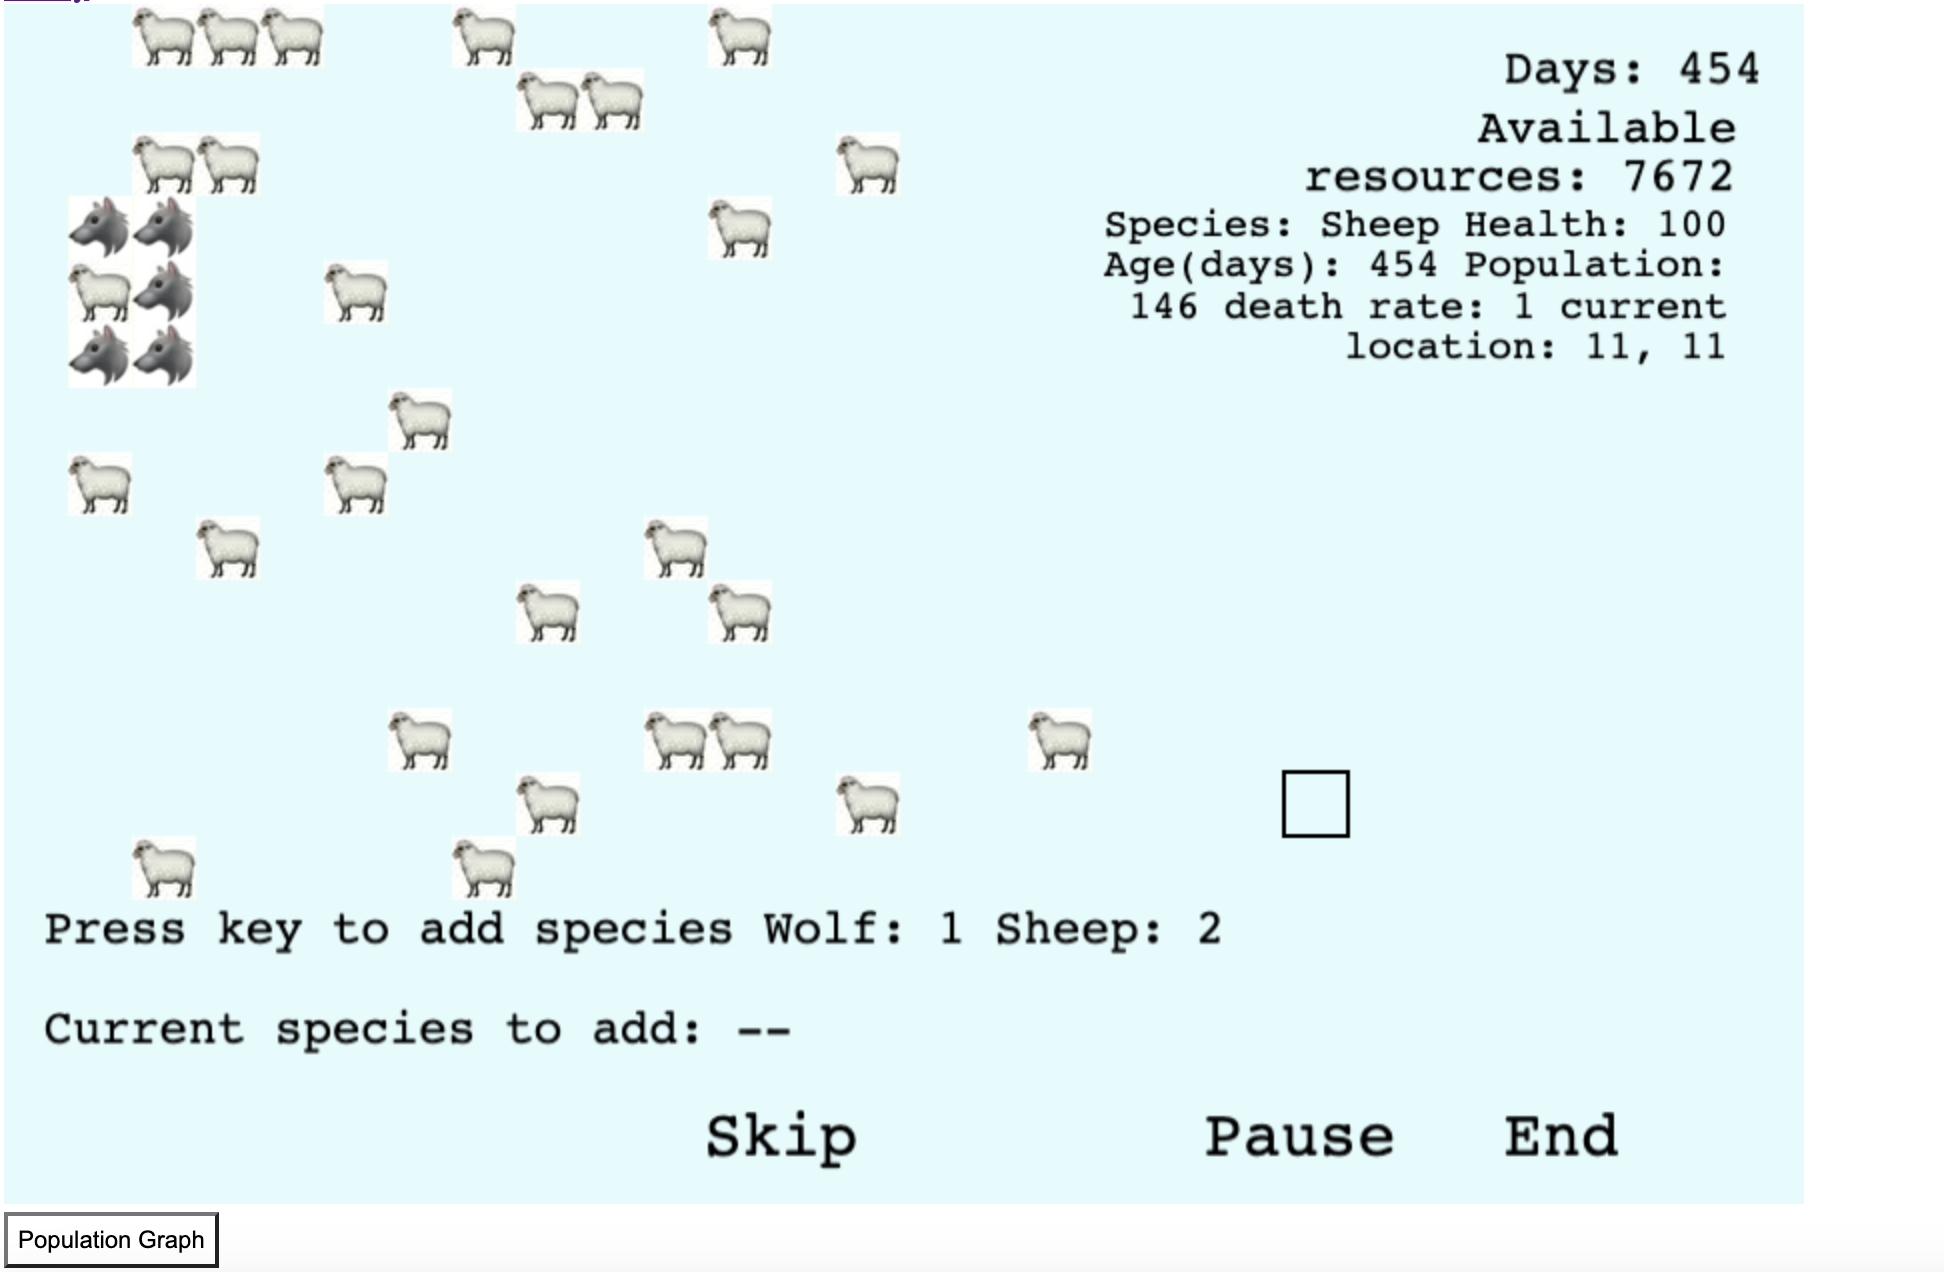 Days: 454
Available
resources: 7672
Species: Sheep Health: 100
Age(days): 454 Population:
146 death rate: 1 current
location: 11, 11
Press key to add species Wolf: 1 Sheep: 2
Current species to add: --
Skip Pause End
Population Graph